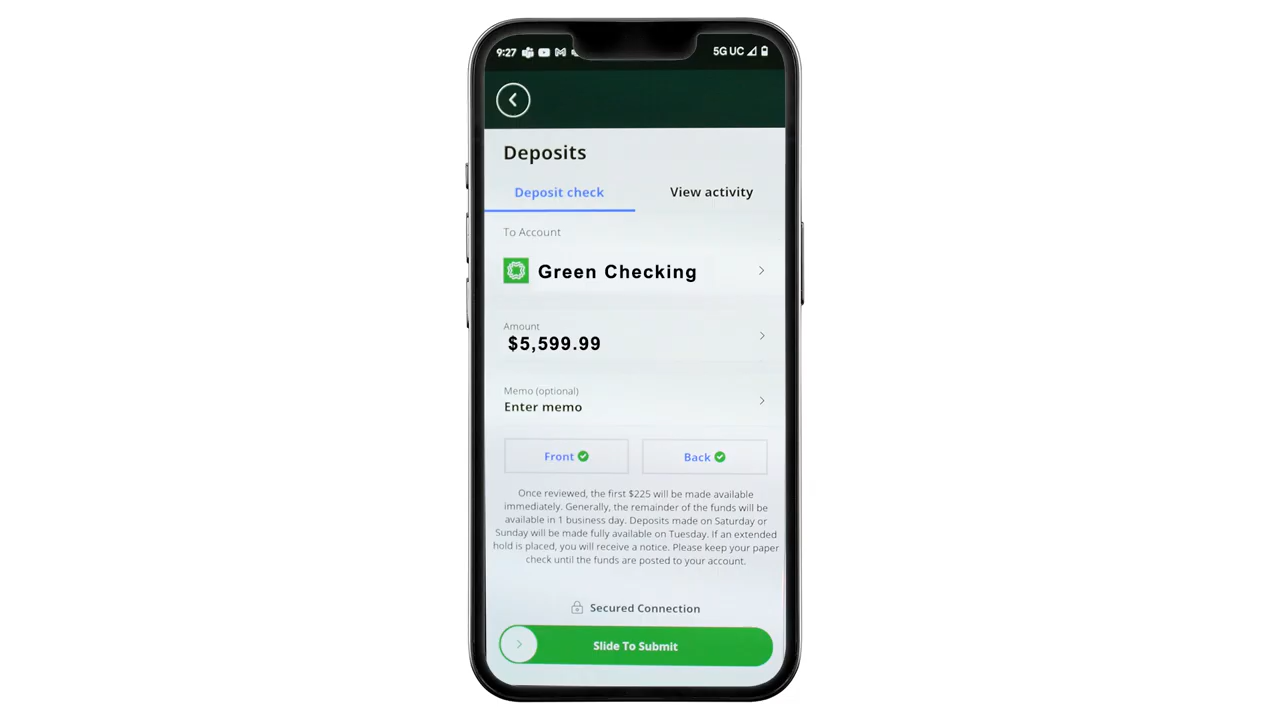 9:27
5G UC
Deposits
Deposit check
View activity
To Account
Green Checking
Amount
$5,599.99
Memo (optional)
Enter memo
Front
Back
Once reviewed, the first $225 will be made available
immediately. Generally, the remainder of the funds will be
available in 1 business day. Deposits made on Saturday or
Sunday will be made fully available on Tuesday. If an extended
hold is placed, you will receive a notice. Please keep your paper
check until the funds are posted to your account.
Secured Connection
Slide To Submit